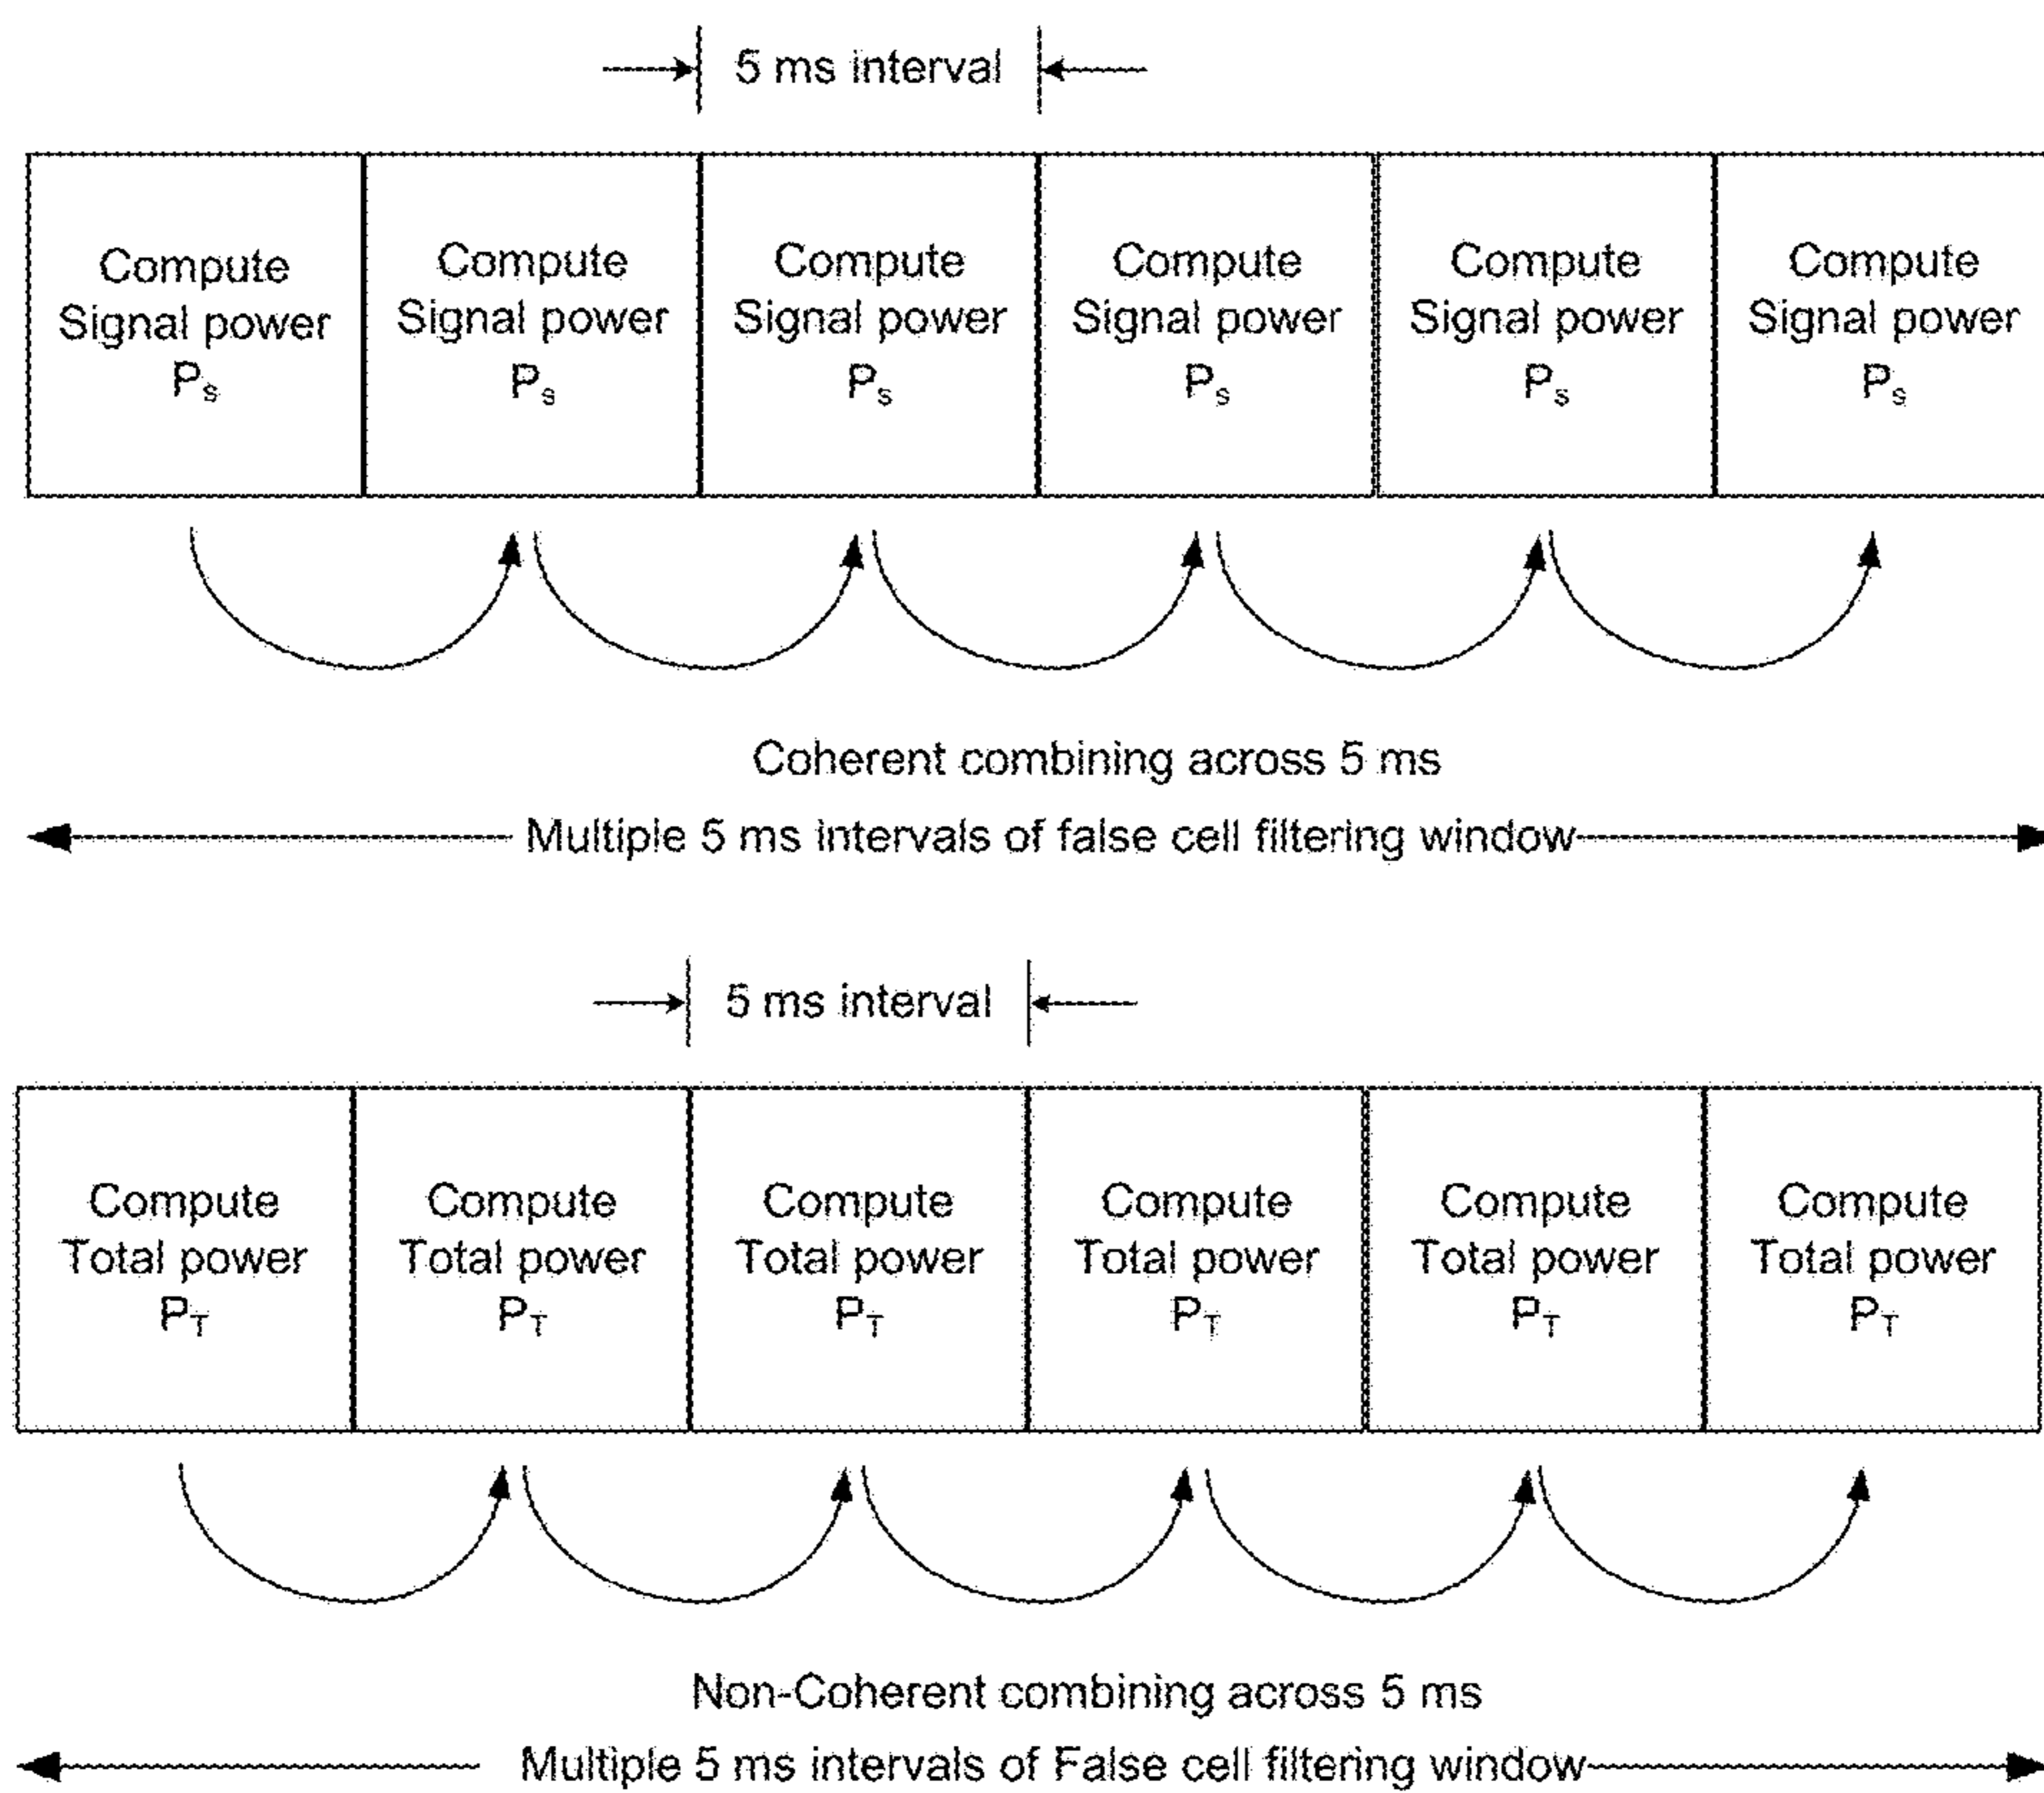 5 ms interval
Compute
Signal power
Ps
Compute
Signal power
Ps
Compute
Signal power
Ps
Compute
Signal power
Ps
Compute
Signal power
Ps
Compute
Signal power
Ps
Coherent combining across 5 ms
Multiple 5 ms intervals of false cell filtering window
5 ms interval
Compute
Total power
PT
Compute
Total power
PT
Compute
Total power
PT
Compute
Total power
PT
Compute
Total power
PT
Compute
Total power
PT
Non-Coherent combining across 5 ms
Multiple 5 ms intervals of False cell filtering window